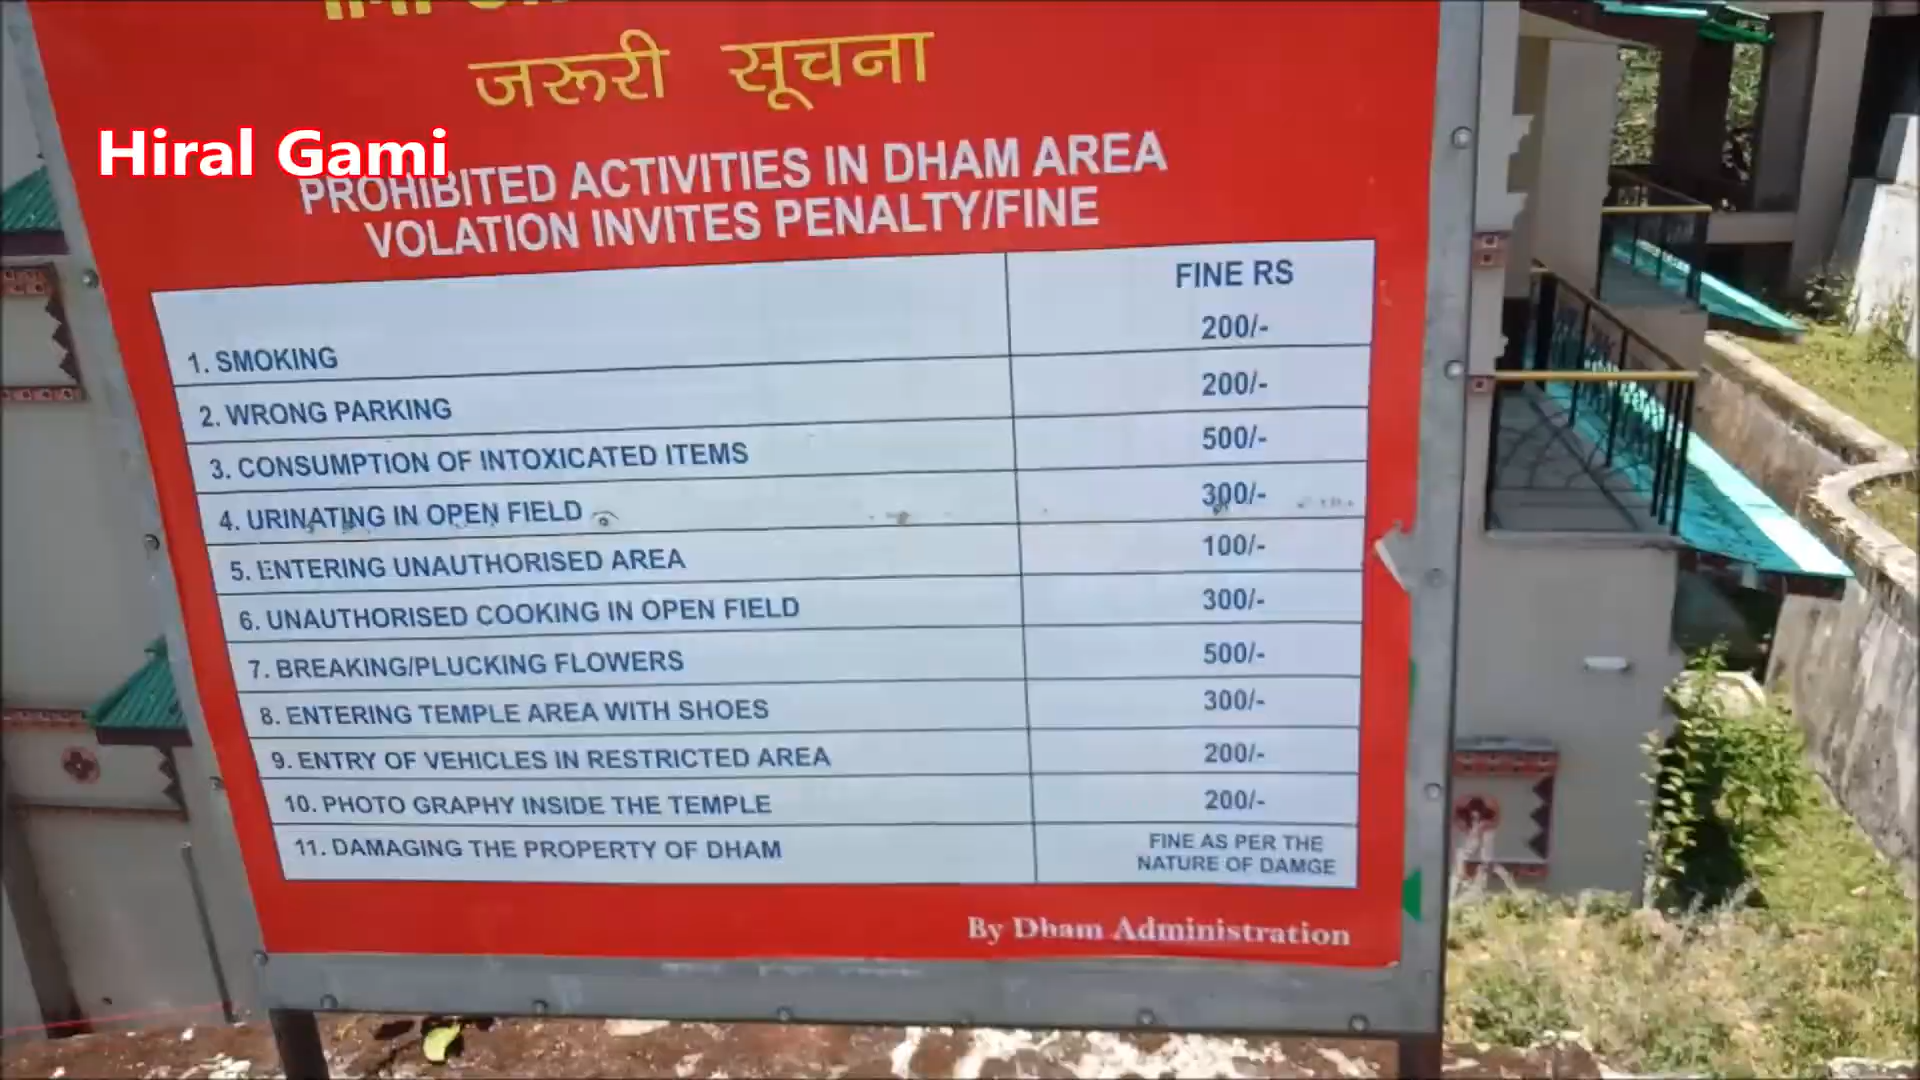 जरूरी सूचना
Hiral Gami
PROHIBITED ACTIVITIES IN DHAM AREA
VOLATION INVITES PENALTY/FINE
FINE RS
1. SMOKING 200/-
2. WRONG PARKING 200/-
3. CONSUMPTION OF INTOXICATED ITEMS 500/-
4. URINATING IN OPEN FIELD 300/-
5. ENTERING UNAUTHORISED AREA 100/-
6. UNAUTHORISED COOKING IN OPEN FIELD 300/-
7. BREAKING/PLUCKING FLOWERS 500/-
8. ENTERING TEMPLE AREA WITH SHOES 300/-
9. ENTRY OF VEHICLES IN RESTRICTED AREA 200/-
10. PHOTO GRAPHY INSIDE THE TEMPLE 200/-
11. DAMAGING THE PROPERTY OF DHAM FINE AS PER THE
NATURE OF DAMGE
By Dham Administration